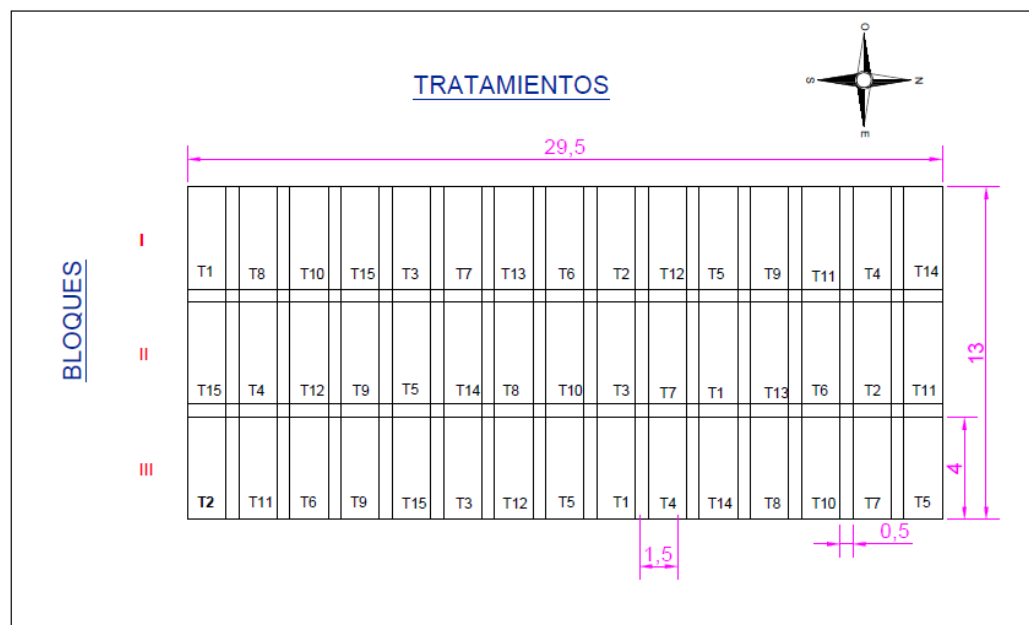 O
S
N
E
TRATAMIENTOS
29,5
BLOQUES
I
T1 T8 T10 T15 T3 T7 T13 T6 T2 T12 T5 T9 T11 T4 T14
II
T15 T4 T12 T9 T5 T14 T8 T10 T3 T7 T1 T13 T6 T2 T11
13
III
T2 T11 T6 T9 T15 T3 T12 T5 T1 T4 T14 T8 T10 T7 T5
4
0,5
1,5